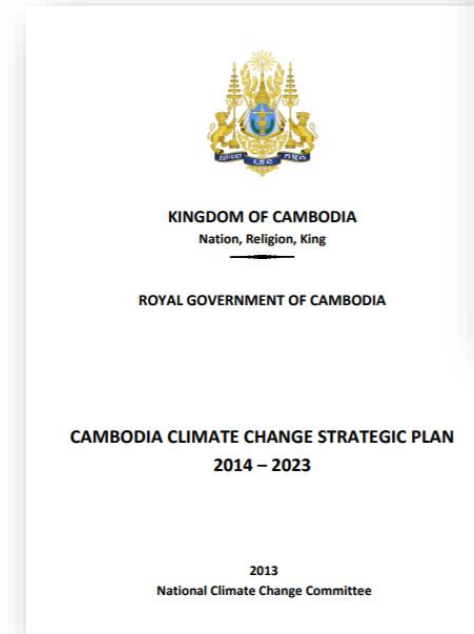 KINGDOM OF CAMBODIA
Nation, Religion, King
ROYAL GOVERNMENT OF CAMBODIA
CAMBODIA CLIMATE CHANGE STRATEGIC PLAN
2014 – 2023
2013
National Climate Change Committee